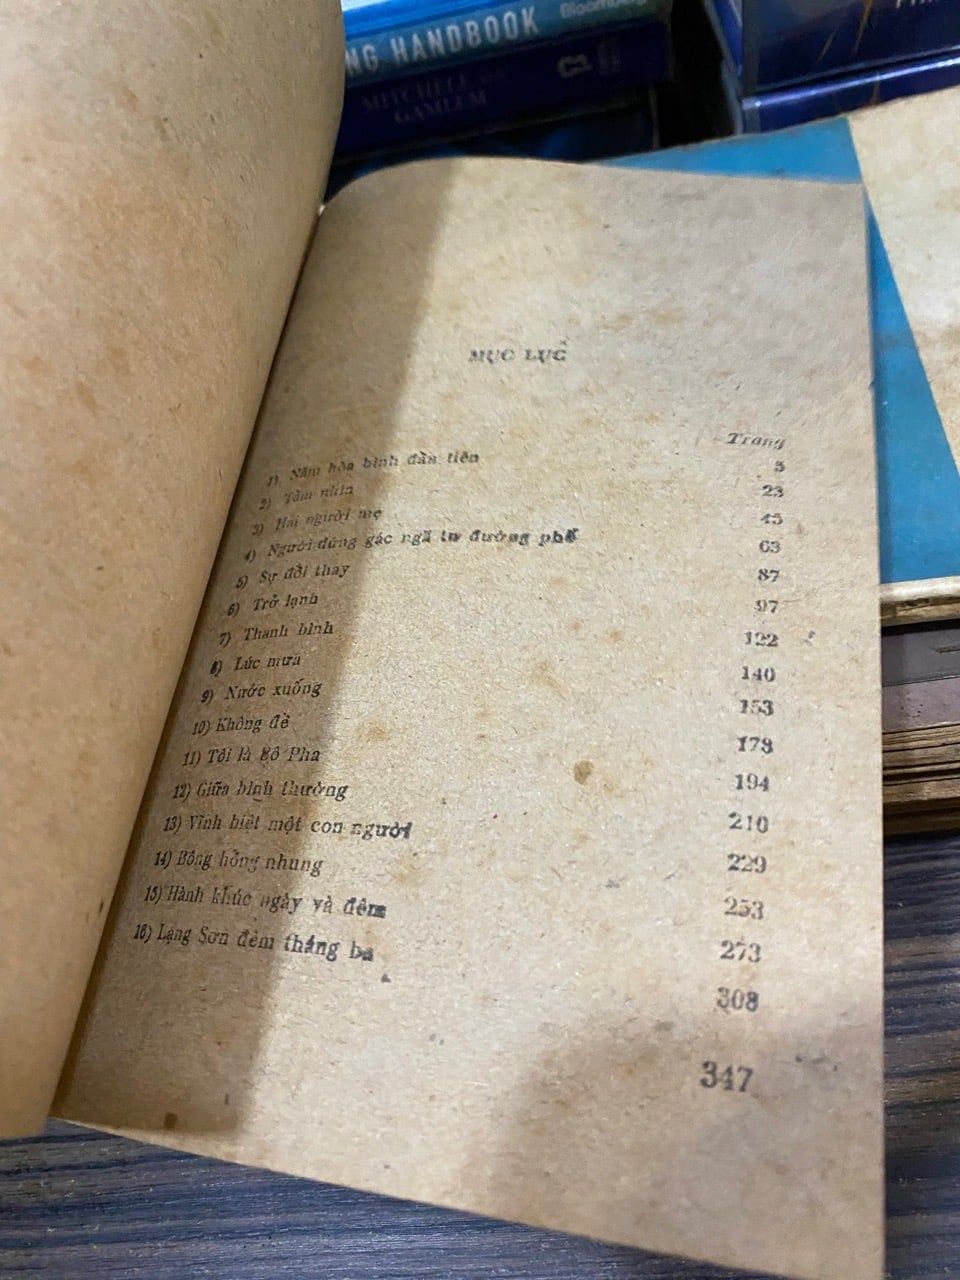 NG HANDBOOK
Bloomberg
MITCHELL
GAMLEM
MỤC LỤC
Trang
1) Năm hòa bình đầu tiên 5
2) Tầm nhìn 23
3) Hai người mẹ 45
4) Người đứng gác ngã tư đường phố 63
5) Sự đổi thay 87
6) Trở lạnh 97
7) Thanh bình 122
8) Lúc mưa 140
9) Nước xuống 153
10) Không đề 179
11) Tôi là Pha 194
12) Giữa bình thường 210
13) Vĩnh biệt một con người 229
14) Bông hồng nhung 253
15) Hành khúc ngày và đêm 273
16) Lạng Sơn đêm tháng ba 308
347